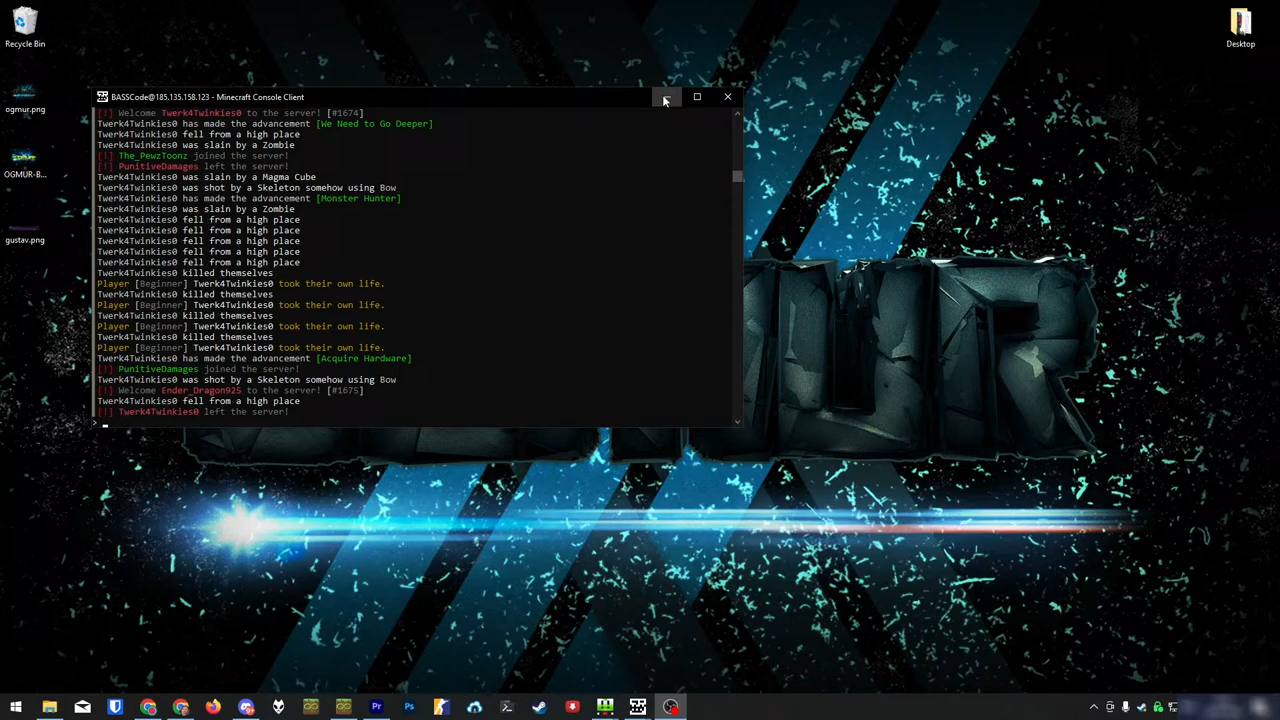 Recycle Bin
ogmur.png
OGMUR-B...
gustav.png
Desktop
BASSCode@185.135.158.123 - Minecraft Console Client
[!] Welcome Twerk4Twinkies0 to the server! [#1674]
Twerk4Twinkies0 has made the advancement [We Need to Go Deeper]
Twerk4Twinkies0 fell from a high place
Twerk4Twinkies0 was slain by a Zombie
[!] The_PewzToonz joined the server!
[!] PunitiveDamages left the server!
Twerk4Twinkies0 was slain by a Magma Cube
Twerk4Twinkies0 was shot by a Skeleton somehow using Bow
Twerk4Twinkies0 has made the advancement [Monster Hunter]
Twerk4Twinkies0 was slain by a Zombie
Twerk4Twinkies0 fell from a high place
Twerk4Twinkies0 fell from a high place
Twerk4Twinkies0 fell from a high place
Twerk4Twinkies0 fell from a high place
Twerk4Twinkies0 fell from a high place
Twerk4Twinkies0 killed themselves
Player [Beginner] Twerk4Twinkies0 took their own life.
Twerk4Twinkies0 killed themselves
Player [Beginner] Twerk4Twinkies0 took their own life.
Twerk4Twinkies0 killed themselves
Player [Beginner] Twerk4Twinkies0 took their own life.
Twerk4Twinkies0 killed themselves
Player [Beginner] Twerk4Twinkies0 took their own life.
Twerk4Twinkies0 has made the advancement [Acquire Hardware]
[!] PunitiveDamages joined the server!
Twerk4Twinkies0 was shot by a Skeleton somehow using Bow
[!] Welcome Ender_Dragon925 to the server! [#1675]
Twerk4Twinkies0 fell from a high place
[!] Twerk4Twinkies0 left the server!
>
Pr
Ps